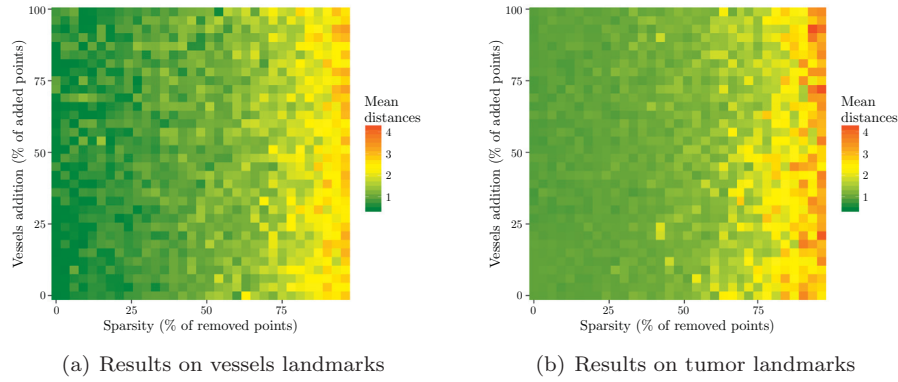 100
75
50
25
0
Vessels addition (% of added points)
0 25 50 75
Sparsity (% of removed points)
Mean
distances
4
3
2
1
(a) Results on vessels landmarks
100
75
50
25
0
Vessels addition (% of added points)
0 25 50 75
Sparsity (% of removed points)
Mean
distances
4
3
2
1
(b) Results on tumor landmarks